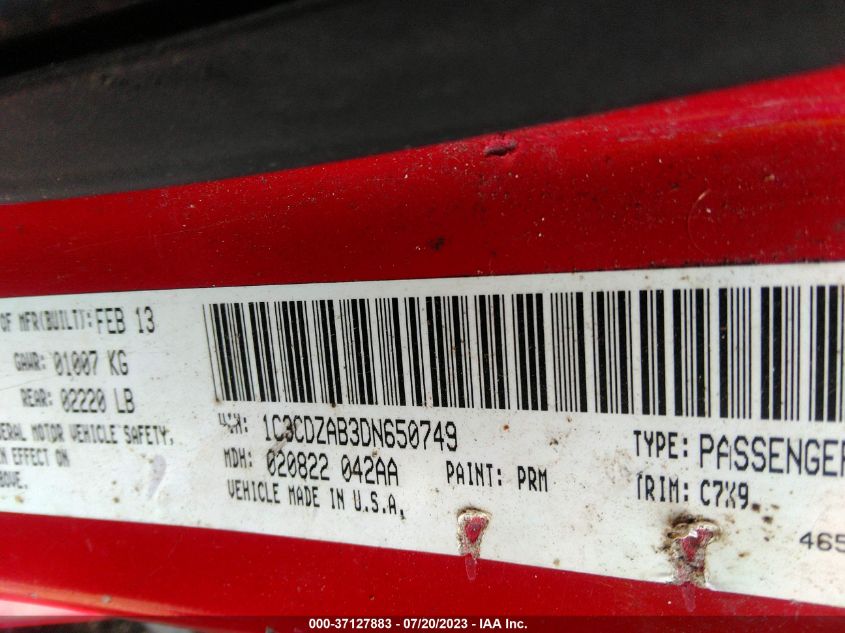 OF MFR(BUILT): FEB 13
GAWR: 01007 KG
REAR: 02220 LB
ERAL MOTOR VEHICLE SAFETY,
EN EFFECT ON
ABOVE.
VIN: 1C3CDZAB3DN650749
MDH: 020822 042AA PAINT: PRM
VEHICLE MADE IN U.S.A.
TYPE: PASSENGER
TRIM: C7X9
465
000-37127883 - 07/20/2023 - IAA Inc.